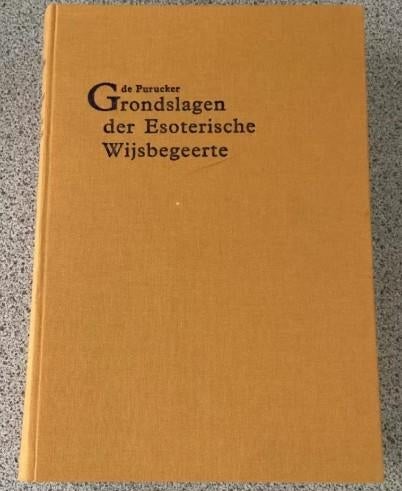 G de Purucker
Grondslagen
der Esoterische
Wijsbegeerte